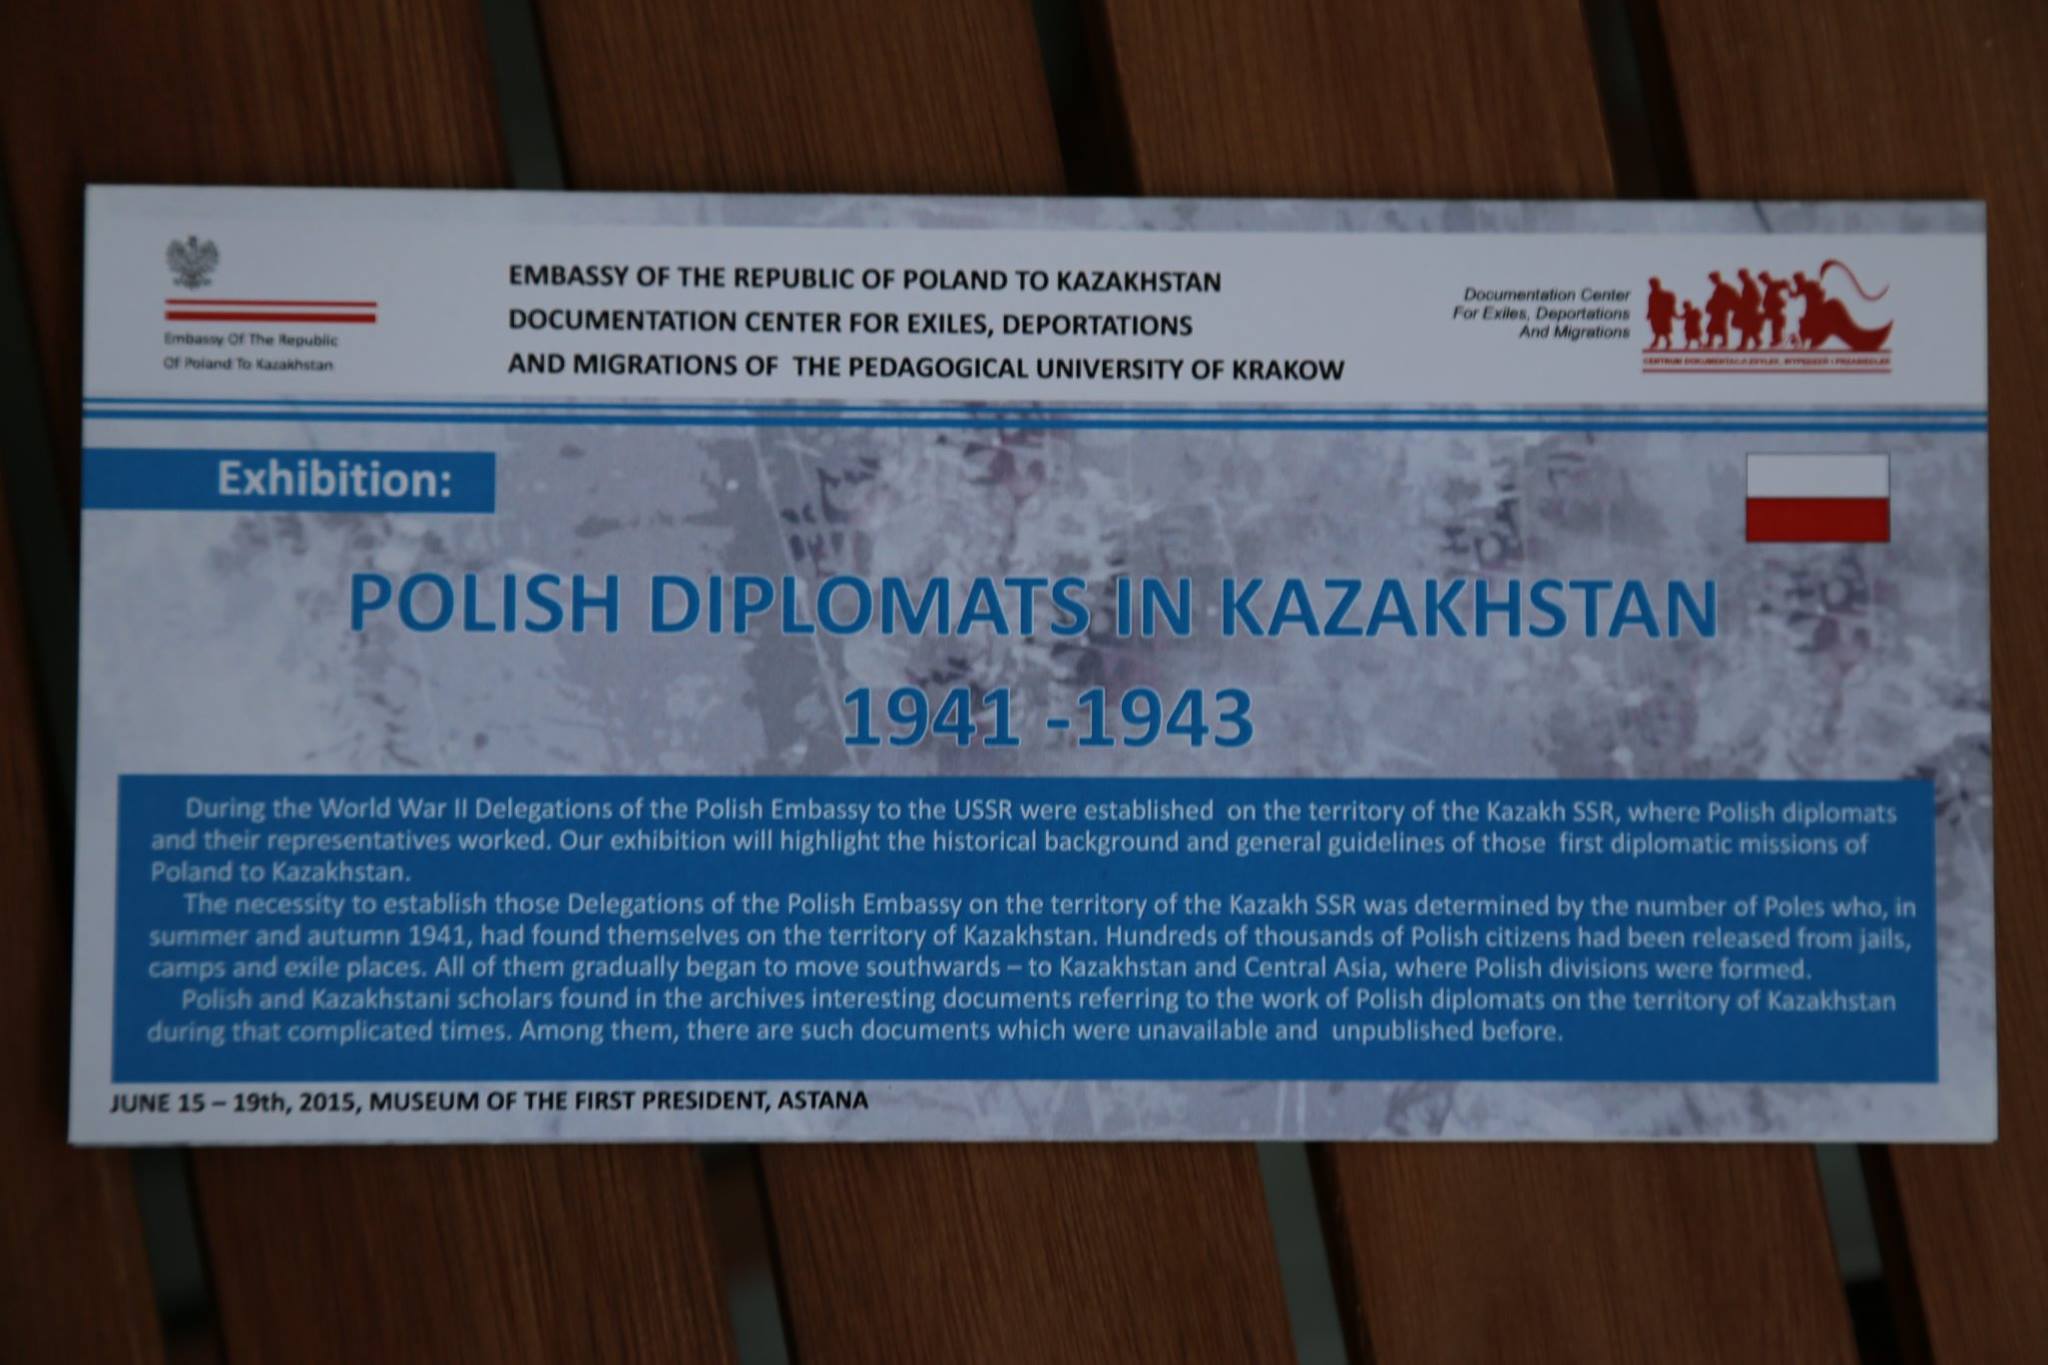 Embassy Of The Republic
Of Poland To Kazakhstan
EMBASSY OF THE REPUBLIC OF POLAND TO KAZAKHSTAN
DOCUMENTATION CENTER FOR EXILES, DEPORTATIONS
AND MIGRATIONS OF THE PEDAGOGICAL UNIVERSITY OF KRAKOW
Documentation Center
For Exiles, Deportations
And Migrations
CENTRUM DOKUMENTACJI ZSYŁEK, WYPĘDZEŃ I PRZESIEDLEŃ
Exhibition:
POLISH DIPLOMATS IN KAZAKHSTAN
1941 -1943
During the World War II Delegations of the Polish Embassy to the USSR were established on the territory of the Kazakh SSR, where Polish diplomats
and their representatives worked. Our exhibition will highlight the historical background and general guidelines of those first diplomatic missions of
Poland to Kazakhstan.
The necessity to establish those Delegations of the Polish Embassy on the territory of the Kazakh SSR was determined by the number of Poles who, in
summer and autumn 1941, had found themselves on the territory of Kazakhstan. Hundreds of thousands of Polish citizens had been released from jails,
camps and exile places. All of them gradually began to move southwards – to Kazakhstan and Central Asia, where Polish divisions were formed.
Polish and Kazakhstani scholars found in the archives interesting documents referring to the work of Polish diplomats on the territory of Kazakhstan
during that complicated times. Among them, there are such documents which were unavailable and unpublished before.
JUNE 15 – 19th, 2015, MUSEUM OF THE FIRST PRESIDENT, ASTANA